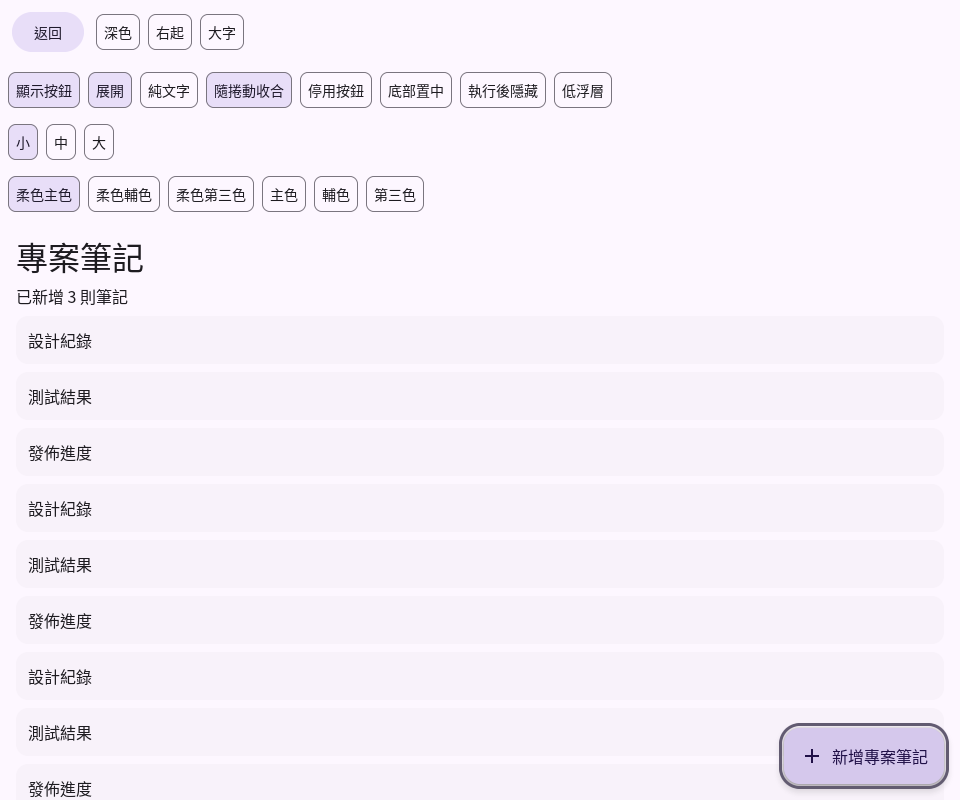 返回 深色 右起 大字
顯示按鈕 展開 純文字 隨捲動收合 停用按鈕 底部置中 執行後隱藏 低浮層
小 中 大
柔色主色 柔色輔色 柔色第三色 主色 輔色 第三色
專案筆記
已新增 3 則筆記
設計紀錄
測試結果
發佈進度
設計紀錄
測試結果
發佈進度
設計紀錄
測試結果
發佈進度
新增專案筆記